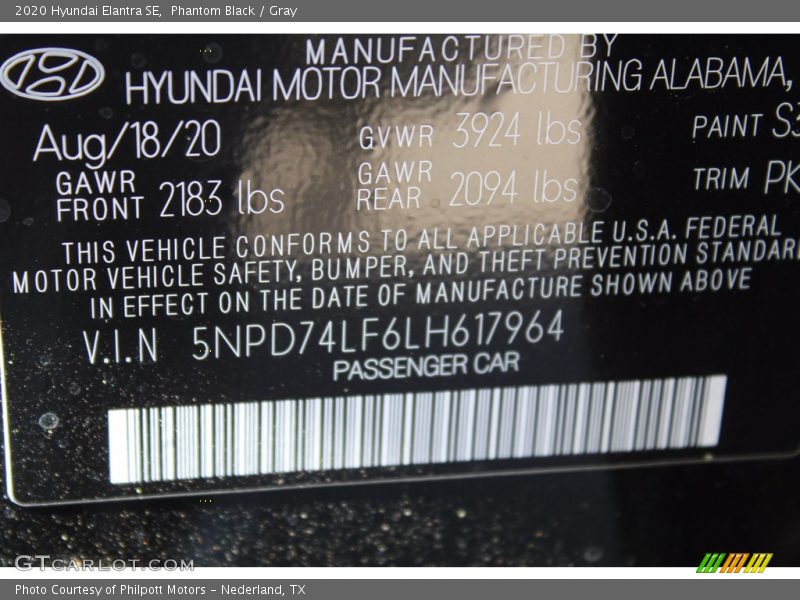 2020 Hyundai Elantra SE, Phantom Black / Gray
MANUFACTURED BY
HYUNDAI MOTOR MANUFACTURING ALABAMA,
Aug/18/20 GVWR 3924 lbs PAINT S3
GAWR FRONT 2183 lbs GAWR REAR 2094 lbs TRIM PK
THIS VEHICLE CONFORMS TO ALL APPLICABLE U.S.A. FEDERAL
MOTOR VEHICLE SAFETY, BUMPER, AND THEFT PREVENTION STANDAR
IN EFFECT ON THE DATE OF MANUFACTURE SHOWN ABOVE
V.I.N 5NPD74LF6LH617964
PASSENGER CAR
GTCARLOT.COM
Photo Courtesy of Philpott Motors - Nederland, TX